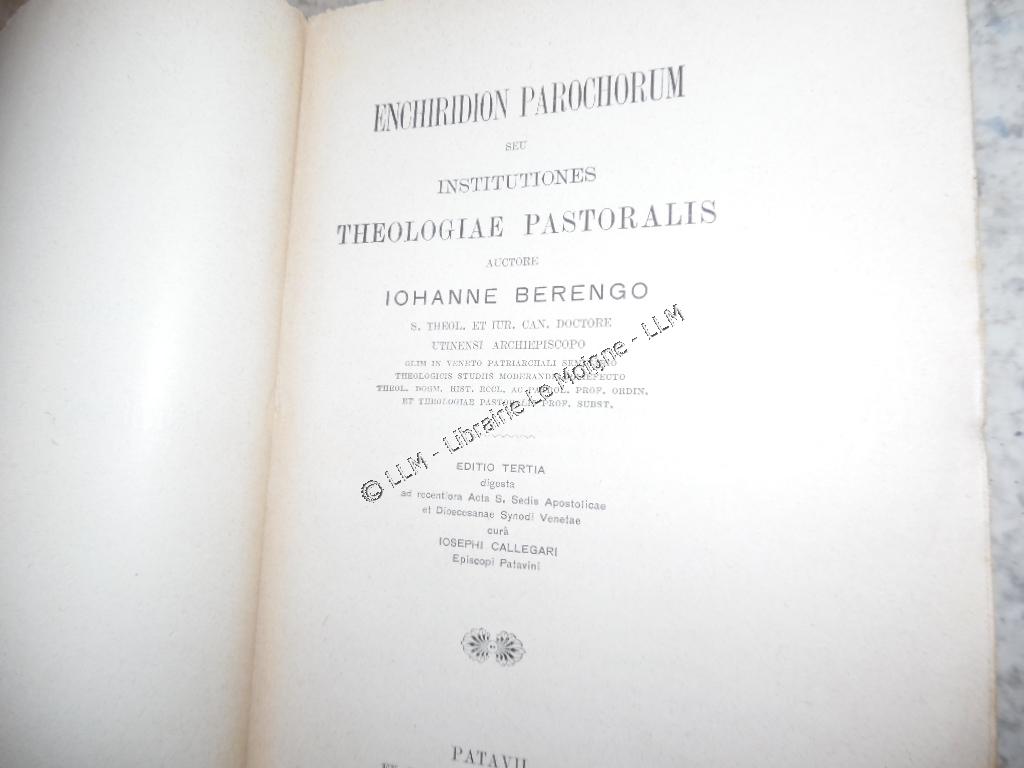 ENCHIRIDION PAROCHORUM
SEU
INSTITUTIONES
THEOLOGIAE PASTORALIS
AUCTORE
IOHANNE BERENGO
S. THEOL. ET IUR. CAN. DOCTORE
UTINENSI ARCHIEPISCOPO
OLIM IN VENETO PATRIARCHALI
THEOLOGICIS STUDIIS
THEOL. DOGM. HIST. ECCL. AC PROF. ORDIN.
ET THEOLOGIAE PROF. SUBST.
© LLM - Librairie Le Moigne - LLM
EDITIO TERTIA
digesta
ad recentiora Acta S. Sedis Apostolicae
et Dioecesanae Synodi Venetae
curâ
IOSEPHI CALLEGARI
Episcopi Patavini
PATAVII